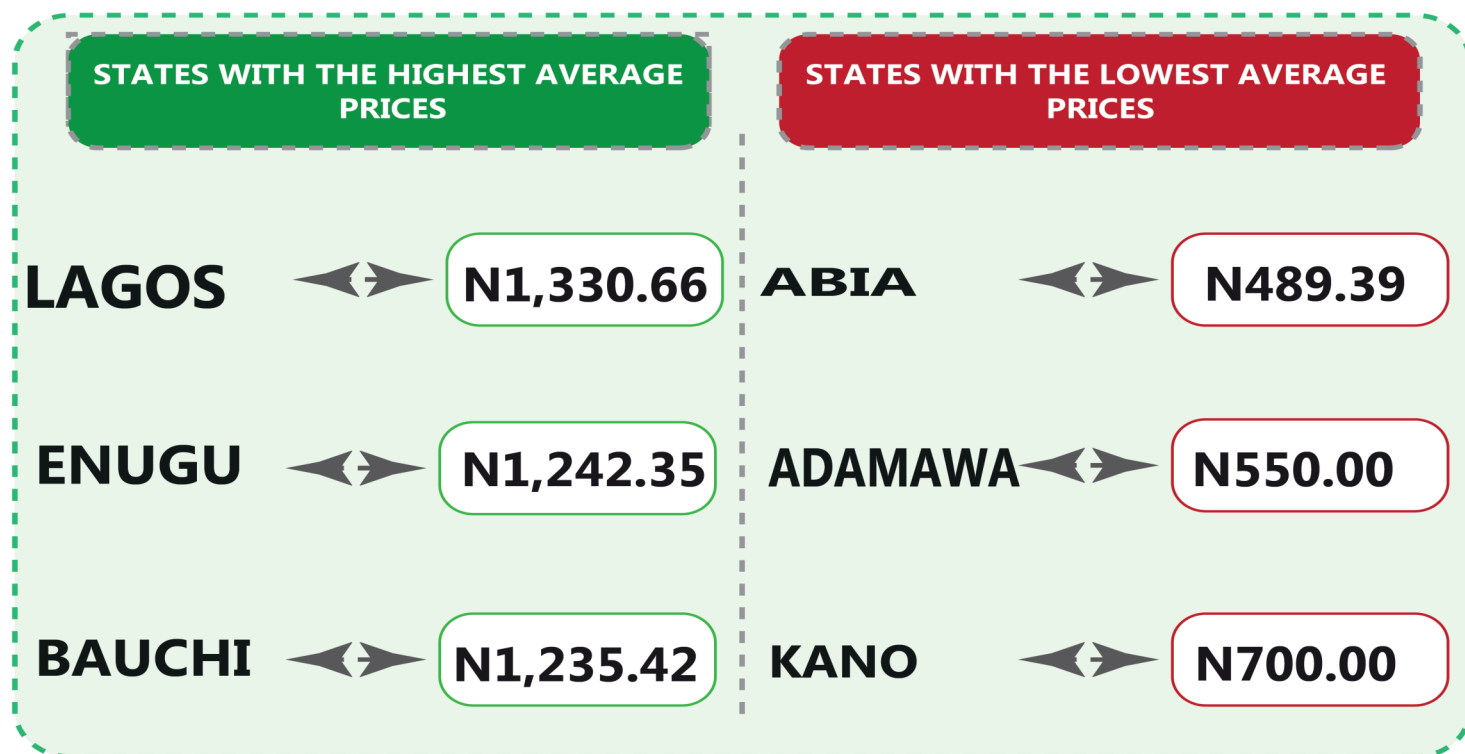 STATES WITH THE HIGHEST AVERAGE
PRICES
LAGOS N1,330.66
ENUGU N1,242.35
BAUCHI N1,235.42
STATES WITH THE LOWEST AVERAGE
PRICES
ABIA N489.39
ADAMAWA N550.00
KANO N700.00